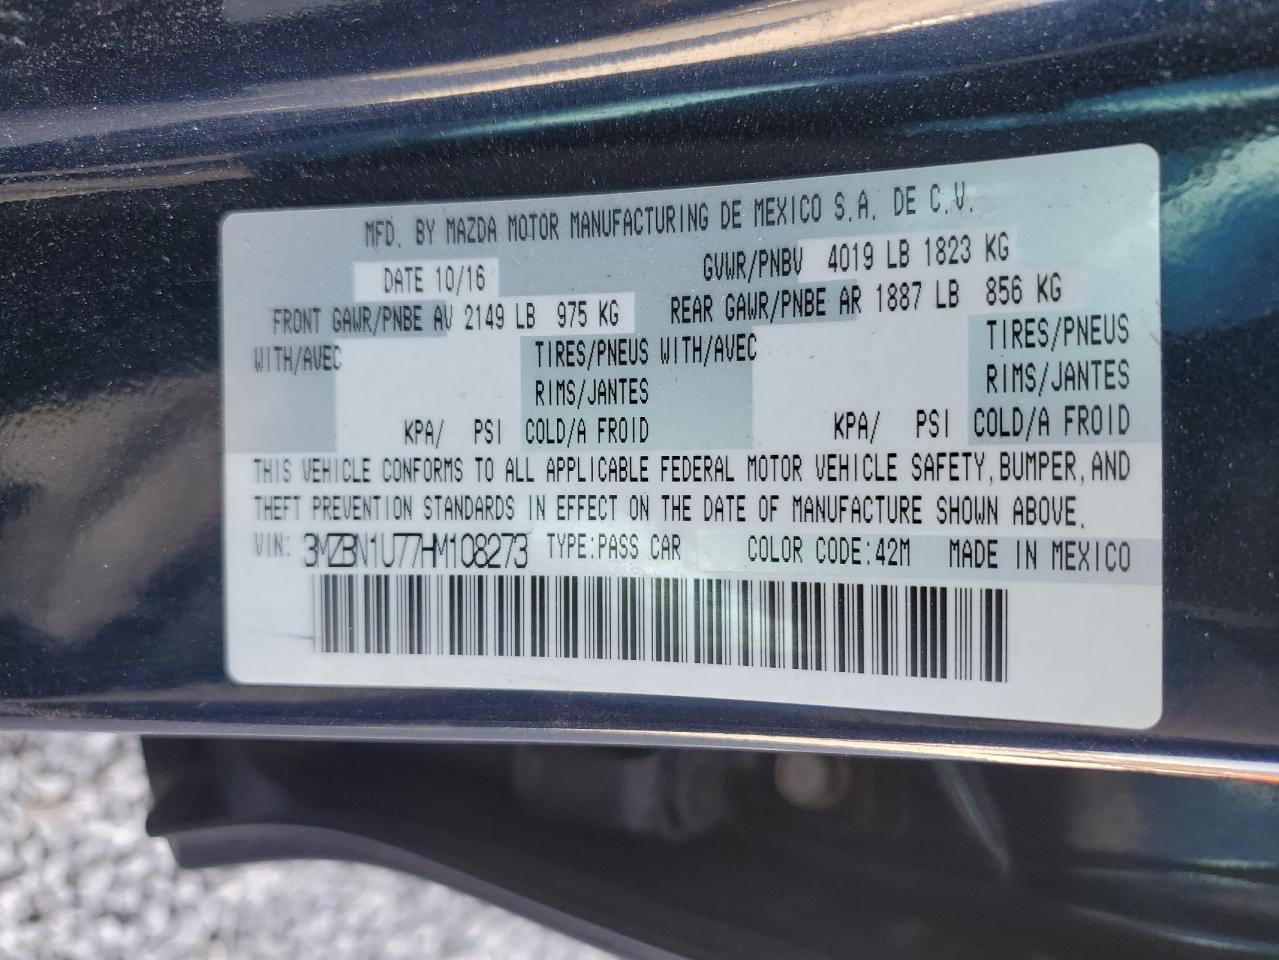 MFD. BY MAZDA MOTOR MANUFACTURING DE MEXICO S.A. DE C.V.
DATE 10/16 GVWR/PNBV 4019 LB 1823 KG
FRONT GAWR/PNBE AV 2149 LB 975 KG REAR GAWR/PNBE AR 1887 LB 856 KG
WITH/AVEC TIRES/PNEUS WITH/AVEC TIRES/PNEUS
RIMS/JANTES RIMS/JANTES
KPA/ PSI COLD/A FROID KPA/ PSI COLD/A FROID
THIS VEHICLE CONFORMS TO ALL APPLICABLE FEDERAL MOTOR VEHICLE SAFETY, BUMPER, AND
THEFT PREVENTION STANDARDS IN EFFECT ON THE DATE OF MANUFACTURE SHOWN ABOVE.
VIN: 3MZBN1U77HM108273 TYPE:PASS CAR COLOR CODE:42M MADE IN MEXICO